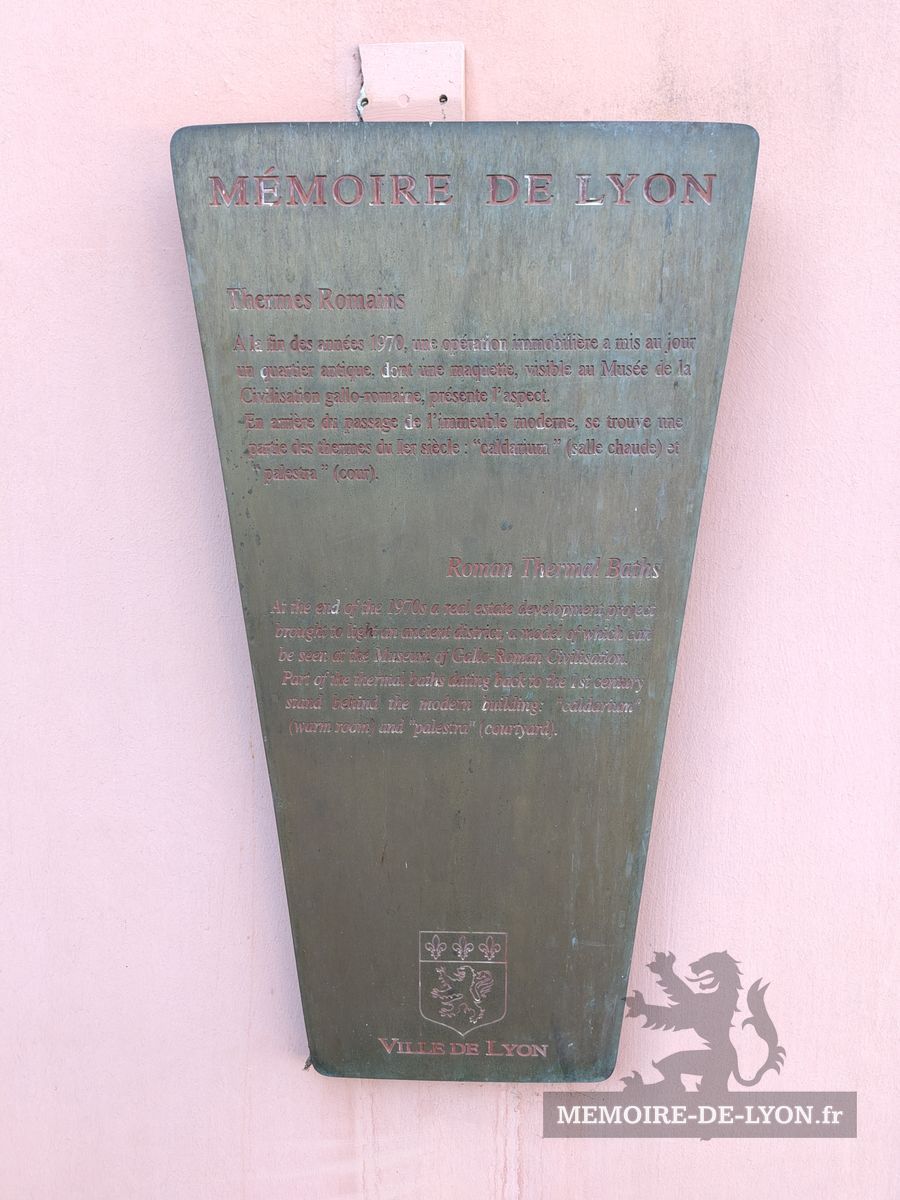 MÉMOIRE DE LYON
Thermes Romains
A la fin des années 1970, une opération immobilière a mis au jour
un quartier antique, dont une maquette, visible au Musée de la
Civilisation gallo-romaine, présente l'aspect.
En arrière du passage de l'immeuble moderne, se trouve une
partie des thermes du Ier siècle : "caldarium" (salle chaude) et
" palestra " (cour).
Roman Thermal Baths
At the end of the 1970s a real estate development project
brought to light an ancient district, a model of which can
be seen at the Museum of Gallo-Roman Civilisation.
Part of the thermal baths dating back to the 1st century
stand behind the modern building: "caldarium"
(warm room) and "palestra" (courtyard).
VILLE DE LYON
MEMOIRE-DE-LYON.fr